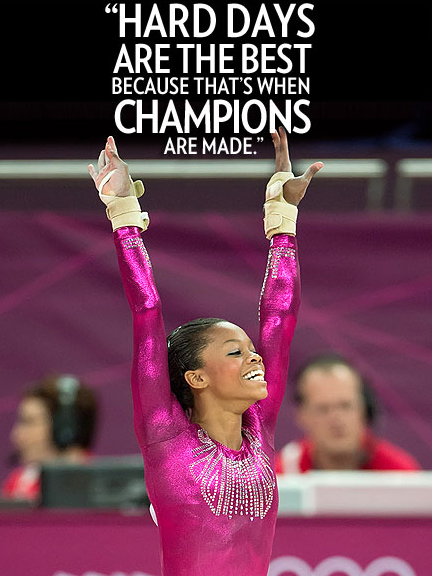 “HARD DAYS
ARE THE BEST
BECAUSE THAT’S WHEN
CHAMPIONS
ARE MADE.”